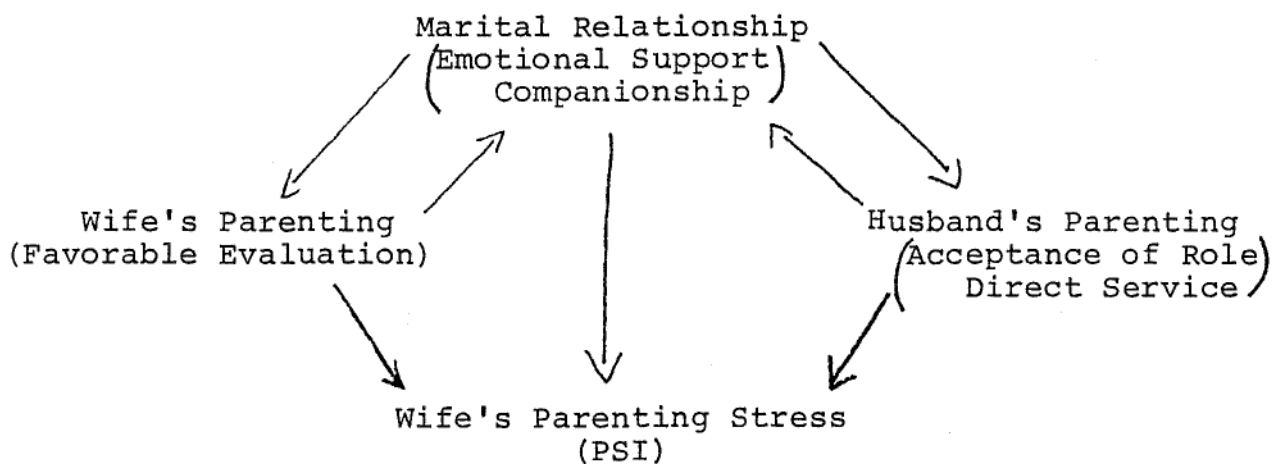 Marital Relationship
(Emotional Support
Companionship)
Wife's Parenting
(Favorable Evaluation)
Husband's Parenting
(Acceptance of Role
Direct Service)
Wife's Parenting Stress
(PSI)